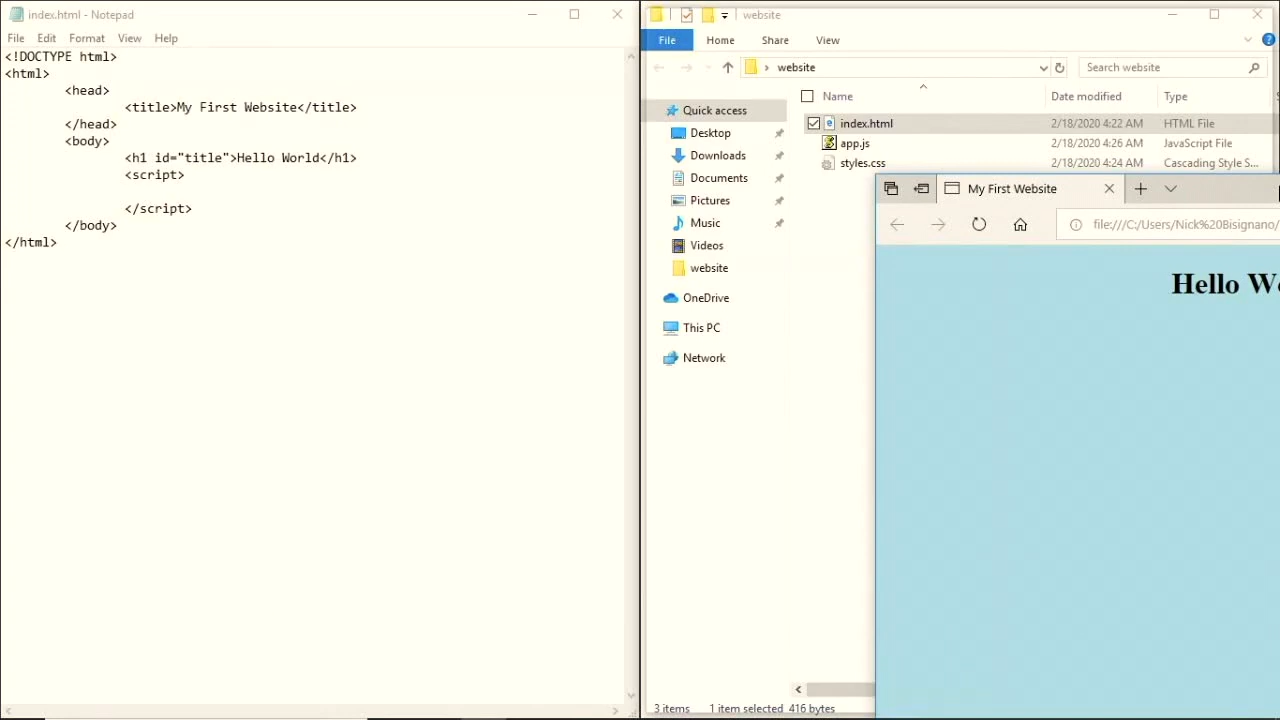 index.html - Notepad
File Edit Format View Help
<!DOCTYPE html>
<html>
<head>
<title>My First Website</title>
</head>
<body>
<h1 id="title">Hello World</h1>
<script>
</script>
</body>
</html>
website
File Home Share View
website
Search website
Name Date modified Type
Quick access
Desktop
Downloads
Documents
Pictures
Music
Videos
website
OneDrive
This PC
Network
index.html 2/18/2020 4:22 AM HTML File
app.js 2/18/2020 4:26 AM JavaScript File
styles.css 2/18/2020 4:24 AM Cascading Style S...
My First Website
file:///C:/Users/Nick%20Bisignano/
Hello W
3 items 1 item selected 416 bytes